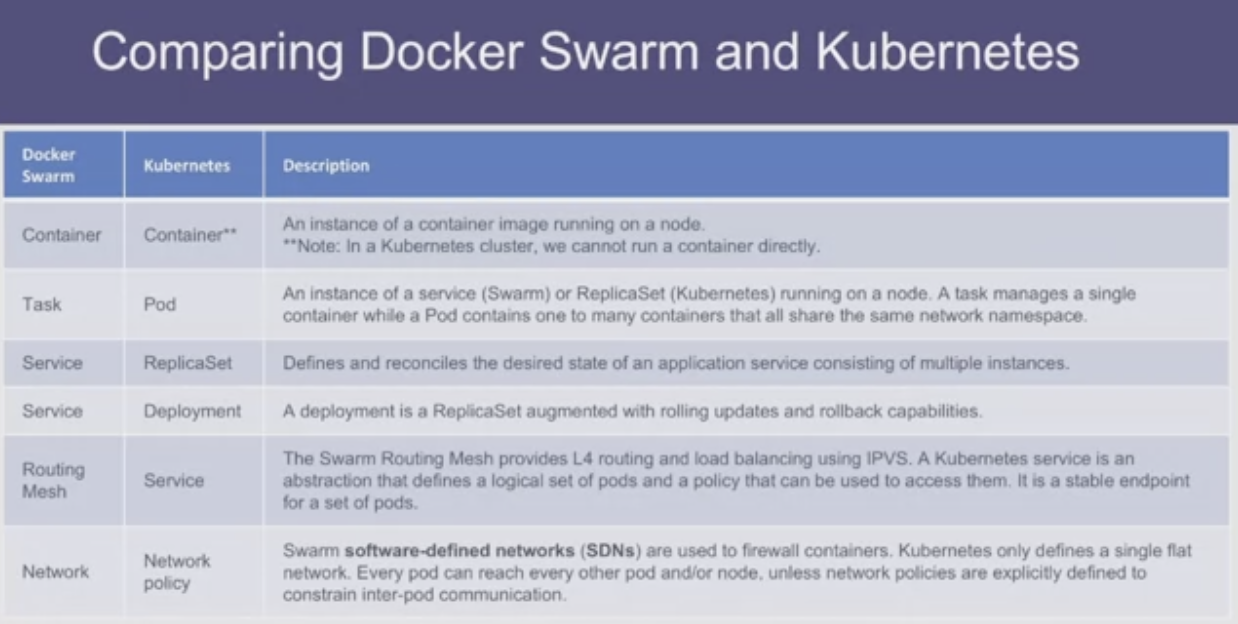 Comparing Docker Swarm and Kubernetes
Docker
Swarm
Kubernetes
Description
Container
Container**
An instance of a container image running on a node.
**Note: In a Kubernetes cluster, we cannot run a container directly.
Task
Pod
An instance of a service (Swarm) or ReplicaSet (Kubernetes) running on a node. A task manages a single
container while a Pod contains one to many containers that all share the same network namespace.
Service
ReplicaSet
Defines and reconciles the desired state of an application service consisting of multiple instances.
Service
Deployment
A deployment is a ReplicaSet augmented with rolling updates and rollback capabilities.
Routing
Mesh
Service
The Swarm Routing Mesh provides L4 routing and load balancing using IPVS. A Kubernetes service is an
abstraction that defines a logical set of pods and a policy that can be used to access them. It is a stable endpoint
for a set of pods.
Network
Network
policy
Swarm software-defined networks (SDNs) are used to firewall containers. Kubernetes only defines a single flat
network. Every pod can reach every other pod and/or node, unless network policies are explicitly defined to
constrain inter-pod communication.